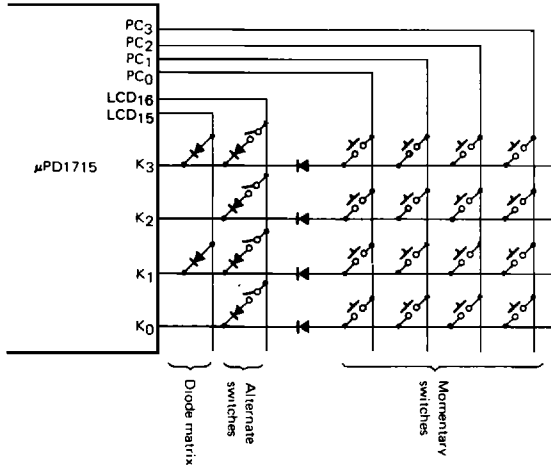 PC3
PC2
PC1
PC0
LCD16
LCD15
μPD1715
K3
K2
K1
K0
Diode matrix
Alternate
switches
Momentary
switches